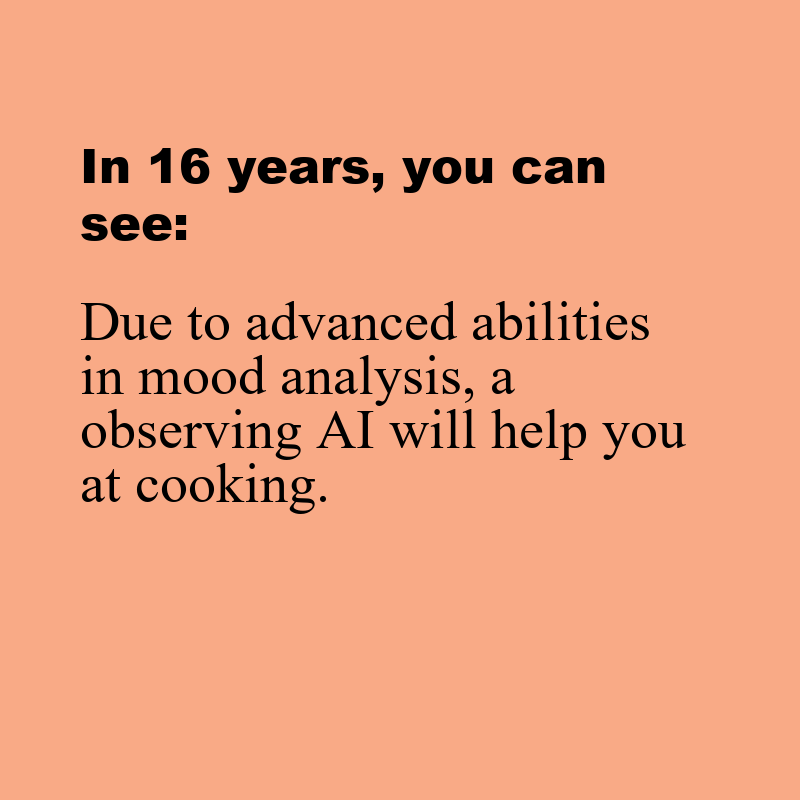 In 16 years, you can
see:
Due to advanced abilities
in mood analysis, a
observing AI will help you
at cooking.